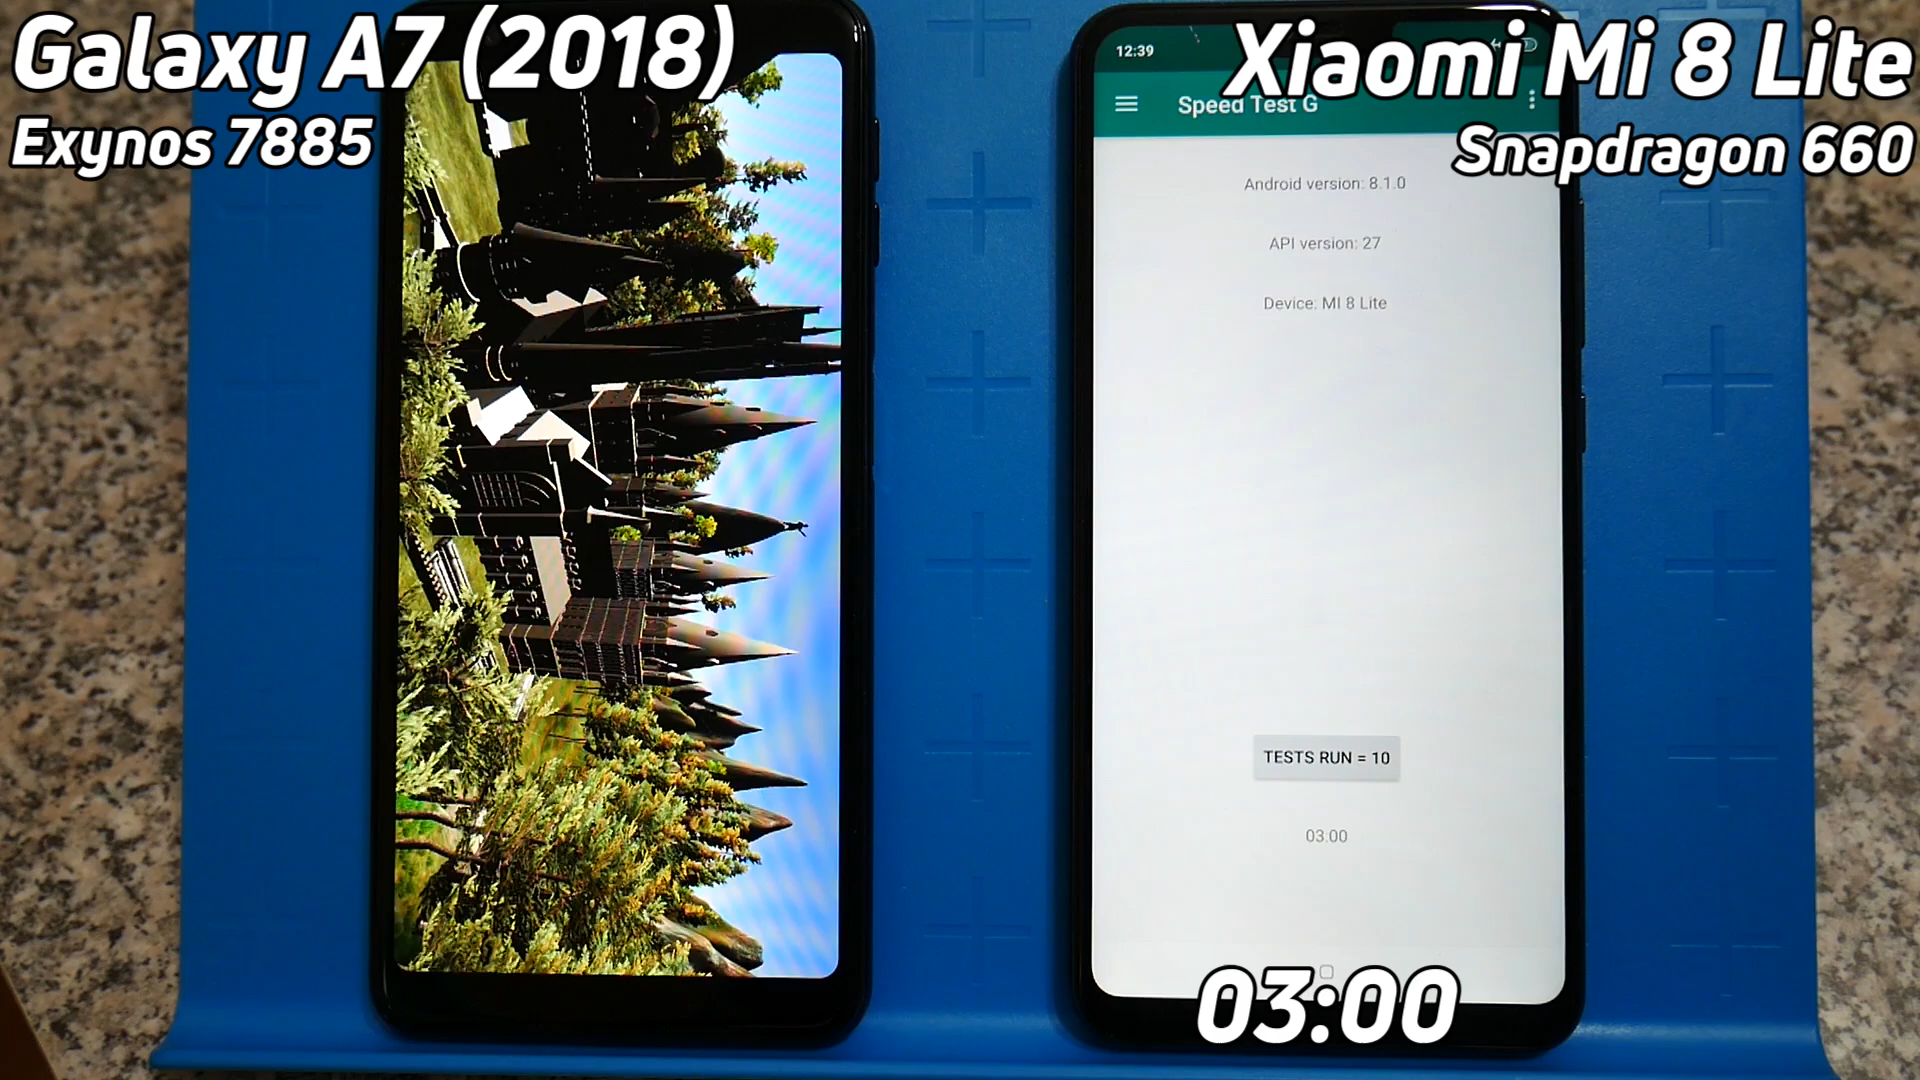 Galaxy A7 (2018)
Exynos 7885
Xiaomi Mi 8 Lite
Snapdragon 660
12:39
Speed Test G
Android version: 8.1.0
API version: 27
Device: MI 8 Lite
TESTS RUN = 10
03:00
03:00